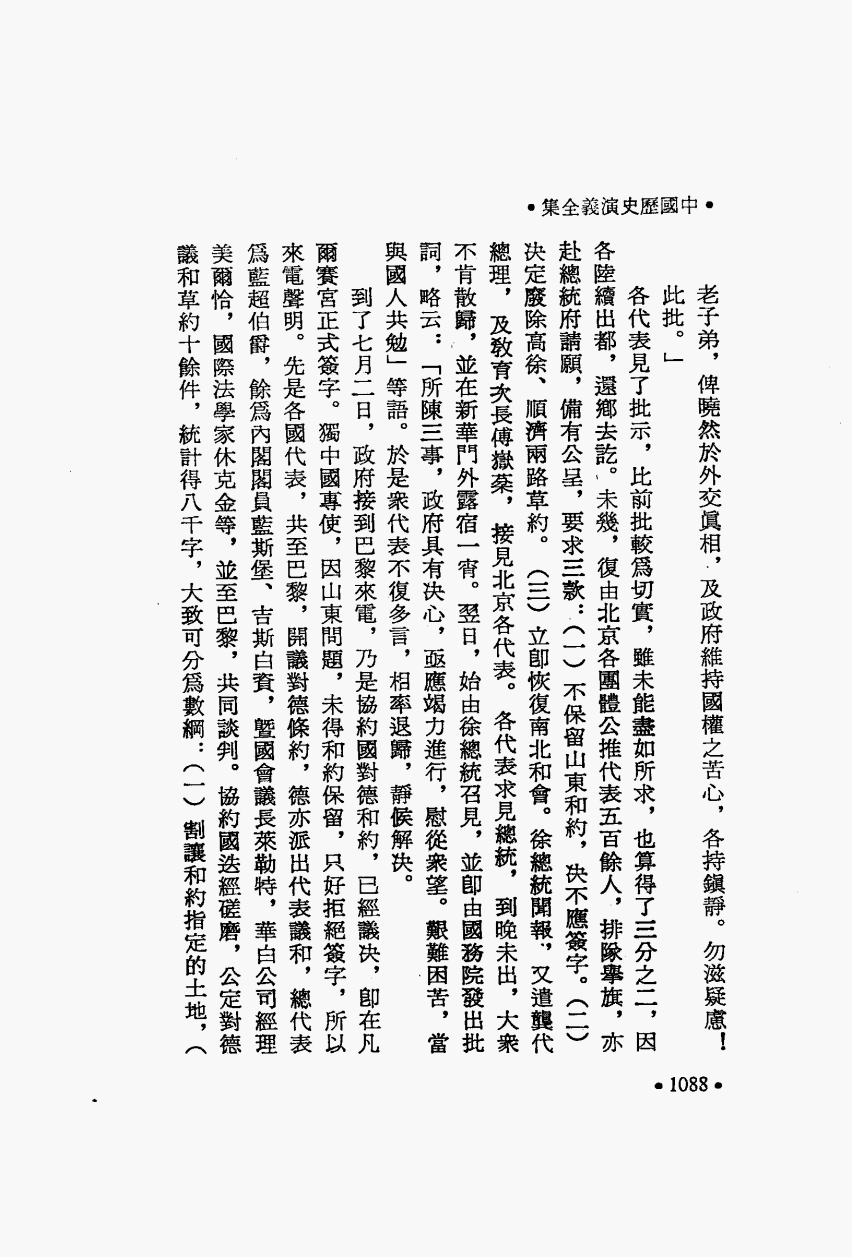 •中國歷史演義全集•
老子弟，俾曉然於外交眞相，及政府維持國權之苦心，各持鎭靜。勿滋疑慮！
此批。」
各代表見了批示，比前批較爲切實，雖未能盡如所求，也算得了三分之二，因
各陸續出都，還鄉去訖。未幾，復由北京各團體公推代表五百餘人，排隊擧旗，亦
赴總統府請願，備有公呈，要求三款：（一）不保留山東和約，決不應簽字。（二）
決定廢除高徐、順濟兩路草約。（三）立卽恢復南北和會。徐總統聞報，又遣龔代
總理，及敎育次長傅嶽棻，接見北京各代表。各代表求見總統，到晚未出，大衆
不肯散歸，並在新華門外露宿一宵。翌日，始由徐總統召見，並卽由國務院發出批
詞，略云：「所陳三事，政府具有決心，亟應竭力進行，慰從衆望。艱難困苦，當
與國人共勉」等語。於是衆代表不復多言，相率退歸，靜候解決。
到了七月二日，政府接到巴黎來電，乃是協約國對德和約，已經議決，卽在凡
爾賽宮正式簽字。獨中國專使，因山東問題，未得和約保留，只好拒絕簽字，所以
來電聲明。先是各國代表，共至巴黎，開議對德條約，德亦派出代表議和，總代表
爲藍超伯爵，餘爲內閣閣員藍斯堡、吉斯白資，曁國會議長萊勒特，華白公司經理
美爾恰，國際法學家休克金等，並至巴黎，共同談判。協約國迭經磋磨，公定對德
議和草約十餘件，統計得八千字，大致可分爲數綱：（一）割讓和約指定的土地，（
•1088•